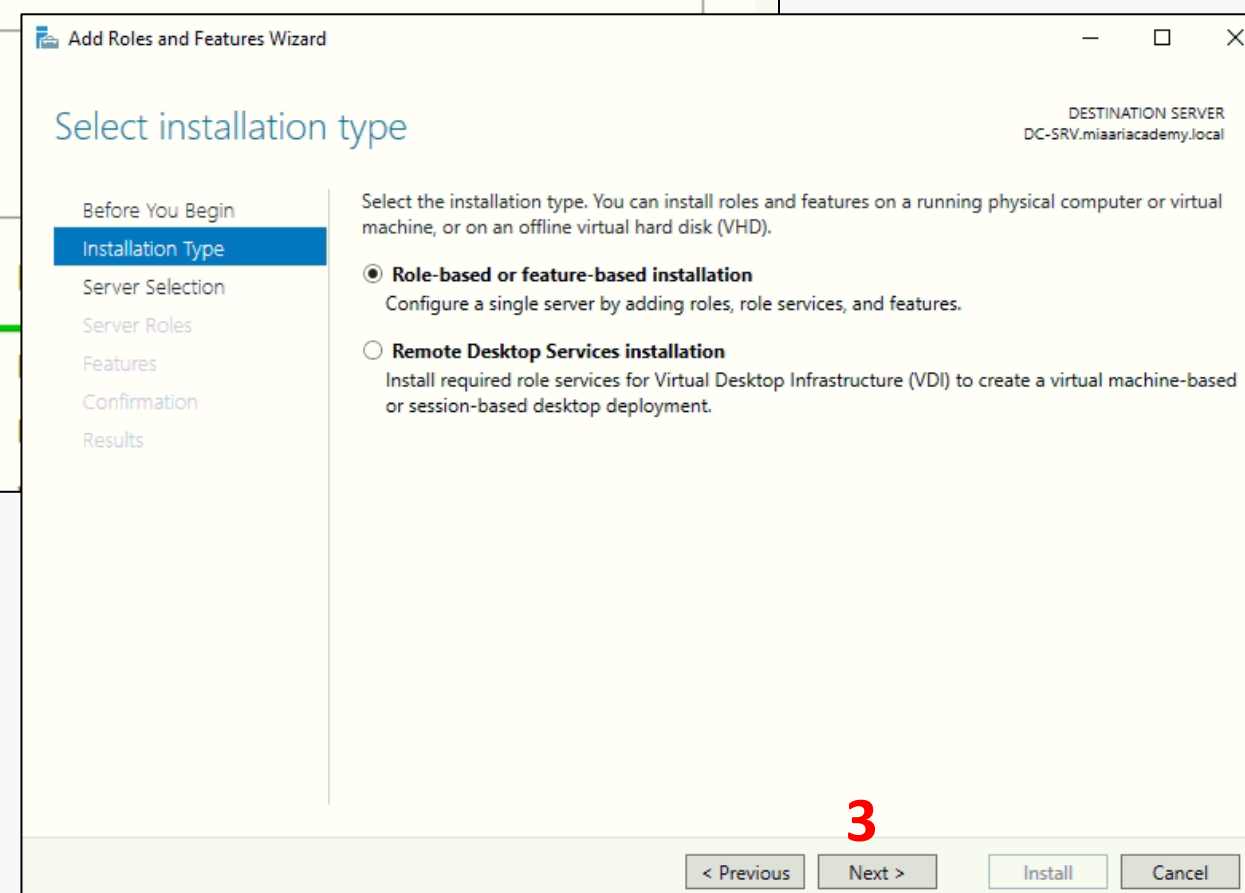 Add Roles and Features Wizard
Select installation type
DESTINATION SERVER
DC-SRV.miaariacademy.local
Before You Begin
Installation Type
Server Selection
Server Roles
Features
Confirmation
Results
Select the installation type. You can install roles and features on a running physical computer or virtual
machine, or on an offline virtual hard disk (VHD).
Role-based or feature-based installation
Configure a single server by adding roles, role services, and features.
Remote Desktop Services installation
Install required role services for Virtual Desktop Infrastructure (VDI) to create a virtual machine-based
or session-based desktop deployment.
3
< Previous Next > Install Cancel